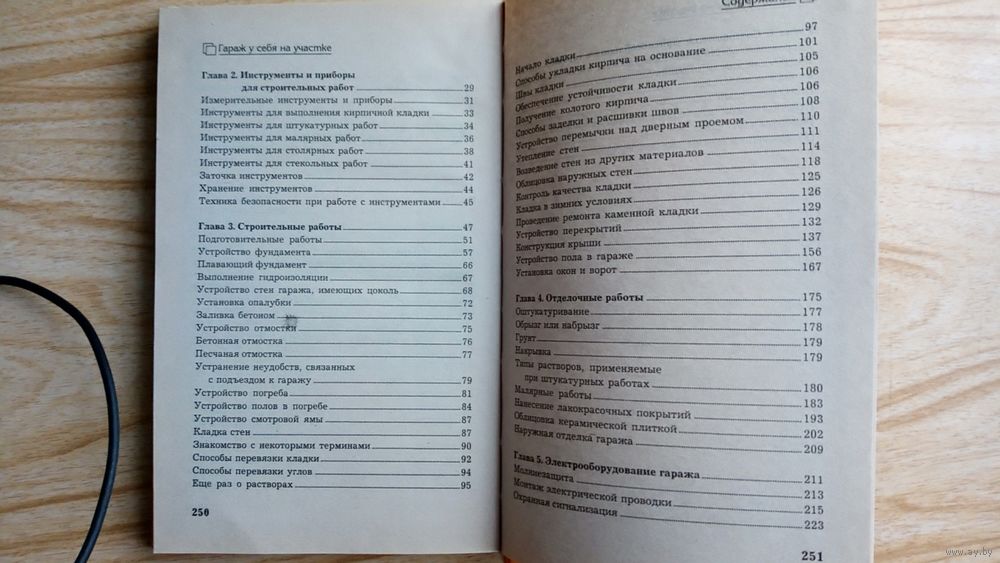 Гараж у себя на участке
Глава 2. Инструменты и приборы
для строительных работ 29
Измерительные инструменты и приборы 31
Инструменты для выполнения кирпичной кладки 33
Инструменты для штукатурных работ 34
Инструменты для малярных работ 36
Инструменты для столярных работ 38
Инструменты для стекольных работ 41
Заточка инструментов 42
Хранение инструментов 44
Техника безопасности при работе с инструментами 45
Глава 3. Строительные работы 47
Подготовительные работы 51
Устройство фундамента 57
Плавающий фундамент 66
Выполнение гидроизоляции 67
Устройство стен гаража, имеющих цоколь 68
Установка опалубки 72
Заливка бетоном 73
Устройство отмостки 75
Бетонная отмостка 76
Песчаная отмостка 77
Устранение неудобств, связанных
с подъездом к гаражу 79
Устройство погреба 81
Устройство полов в погребе 84
Устройство смотровой ямы 87
Кладка стен 87
Знакомство с некоторыми терминами 90
Способы перевязки кладки 92
Способы перевязки углов 94
Еще раз о растворах 95
250
Начало кладки 97
Способы укладки кирпича на основание 101
Швы кладки 105
Обеспечение устойчивости кладки 106
Получение колотого кирпича 106
Способы заделки и расшивки швов 108
Устройство перемычки над дверным проемом 110
Утепление стен 111
Возведение стен из других материалов 114
Облицовка наружных стен 118
Контроль качества кладки 125
Кладка в зимних условиях 126
Проведение ремонта каменной кладки 129
Устройство перекрытий 132
Конструкция крыши 137
Устройство пола в гараже 156
Установка окон и ворот 167
Глава 4. Отделочные работы 175
Оштукатуривание 177
Обрызг или набрызг 178
Грунт 179
Накрывка 179
Типы растворов, применяемые
при штукатурных работах 180
Малярные работы 183
Нанесение лакокрасочных покрытий 193
Облицовка керамической плиткой 202
Наружная отделка гаража 209
Глава 5. Электрооборудование гаража 211
Молниезащита 213
Монтаж электрической проводки 215
Охранная сигнализация 223
251
www.ay.by